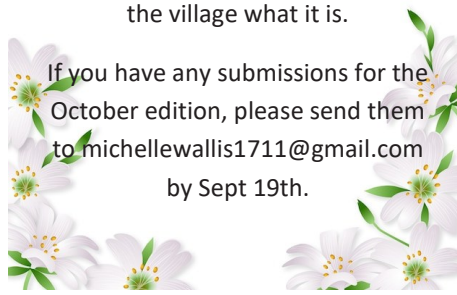 the village what it is.
If you have any submissions for the
October edition, please send them
to michellewallis1711@gmail.com
by Sept 19th.